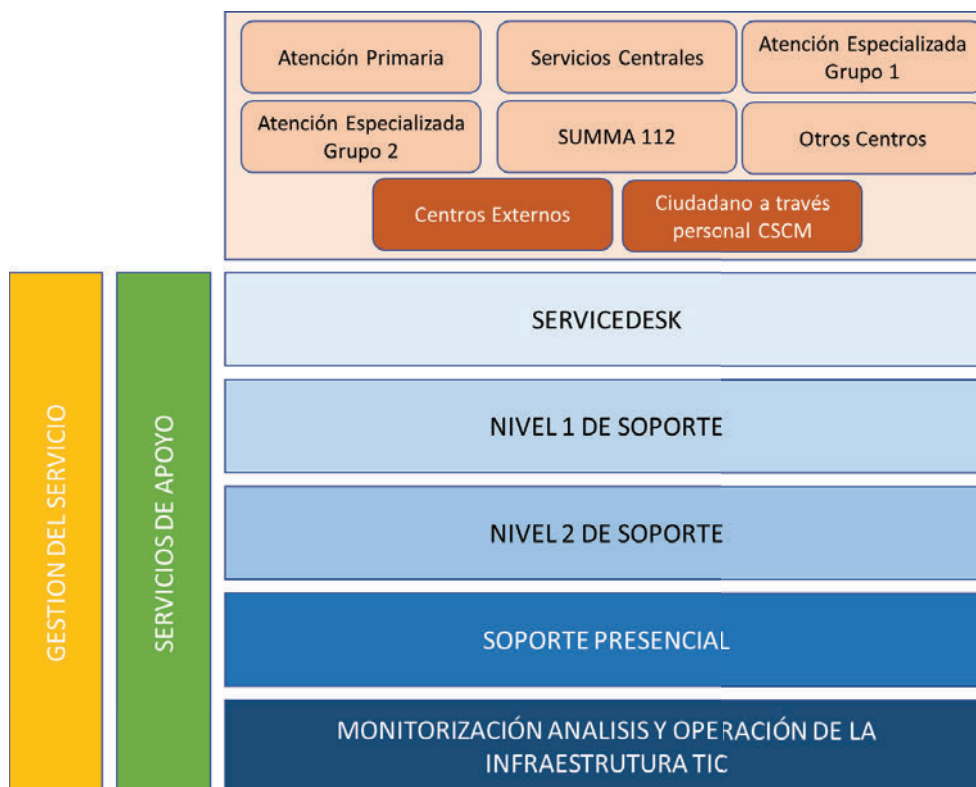 Atención Primaria
Servicios Centrales
Atención Especializada
Grupo 1
Atención Especializada
Grupo 2
SUMMA 112
Otros Centros
Centros Externos
Ciudadano a través
personal CSCM
GESTION DEL SERVICIO
SERVICIOS DE APOYO
SERVICEDESK
NIVEL 1 DE SOPORTE
NIVEL 2 DE SOPORTE
SOPORTE PRESENCIAL
MONITORIZACIÓN ANALISIS Y OPERACIÓN DE LA
INFRAESTRUTURA TIC